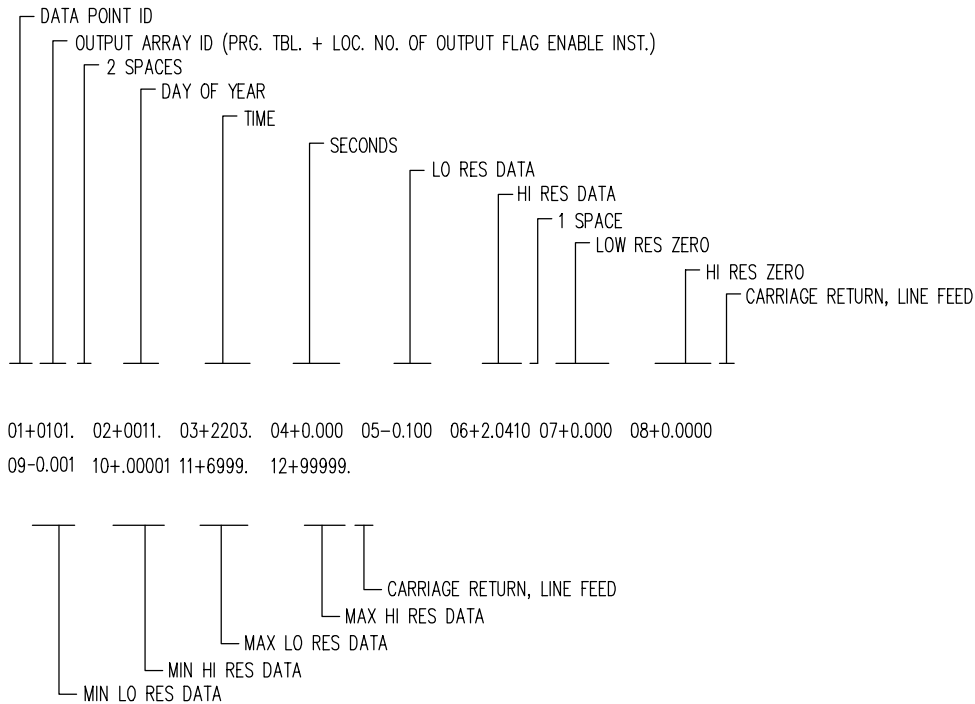 DATA POINT ID
OUTPUT ARRAY ID (PRG. TBL. + LOC. NO. OF OUTPUT FLAG ENABLE INST.)
2 SPACES
DAY OF YEAR
TIME
SECONDS
LO RES DATA
HI RES DATA
1 SPACE
LOW RES ZERO
HI RES ZERO
CARRIAGE RETURN, LINE FEED
01+0101. 02+0011. 03+2203. 04+0.000 05-0.100 06+2.0410 07+0.000 08+0.0000
09-0.001 10+.00001 11+6999. 12+99999.
CARRIAGE RETURN, LINE FEED
MAX HI RES DATA
MAX LO RES DATA
MIN HI RES DATA
MIN LO RES DATA